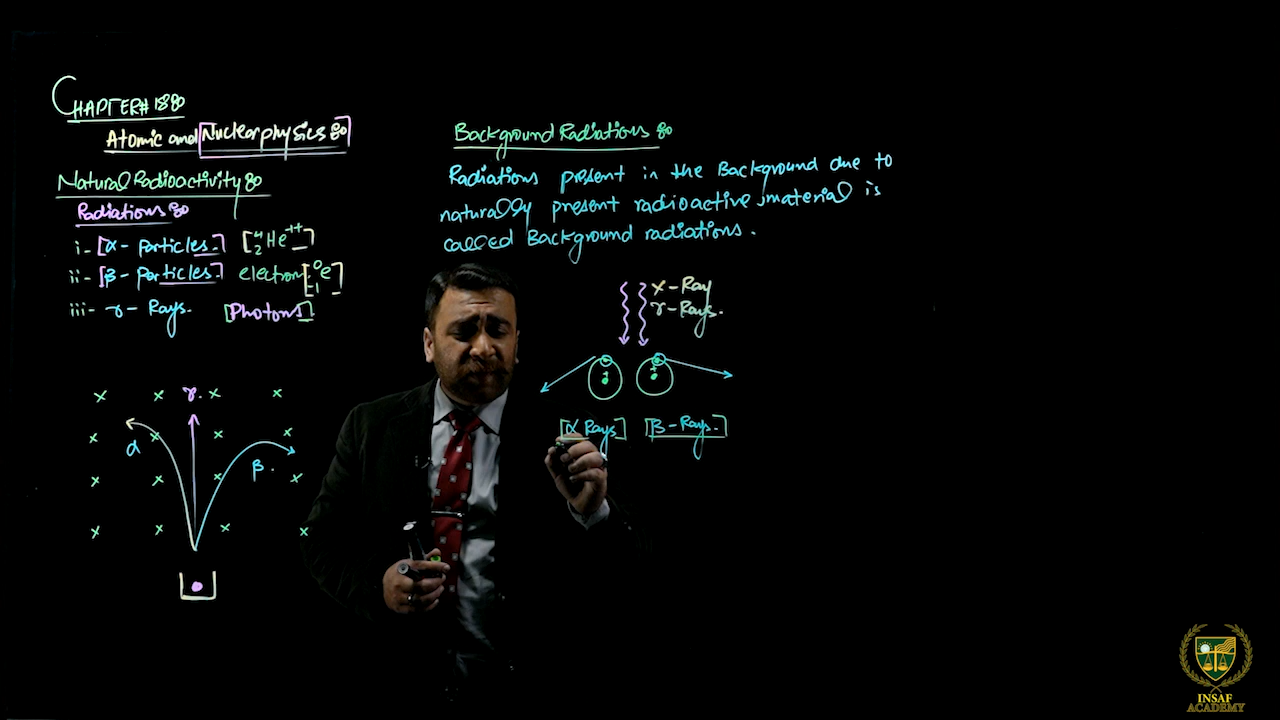 CHAPTER# 18:
Atomic and Nuclear physics:
Natural Radioactivity:
Radiations:
i- [α- particles.] [⁴₂He⁺⁺]
ii- [β- particles.] electron [⁰₋₁e]
iii- γ- Rays. [Photons]
γ.
α
β.
Background Radiations:
Radiations present in the Background due to
naturally present radioactive material is
called Background radiations.
x-Ray
γ-Rays.
[α Rays] [β-Rays.]
INSAF
ACADEMY